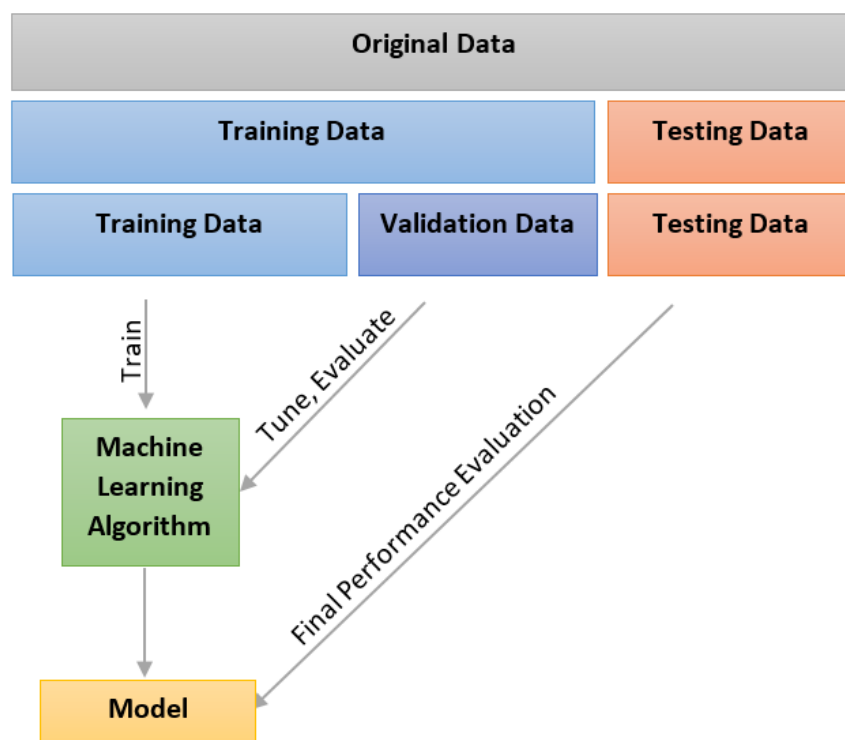 Original Data
Training Data
Testing Data
Training Data
Validation Data
Testing Data
Train
Tune, Evaluate
Final Performance Evaluation
Machine
Learning
Algorithm
Model